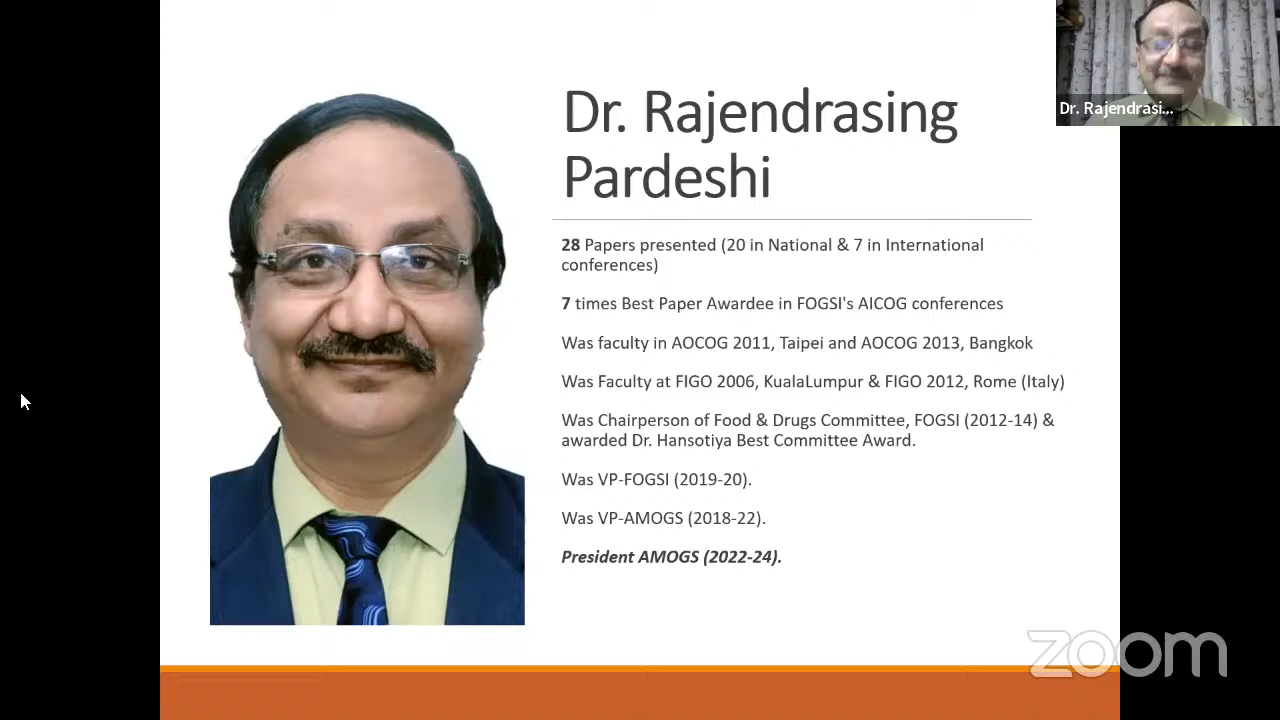 Dr. Rajendrasing
Pardeshi
28 Papers presented (20 in National & 7 in International
conferences)
7 times Best Paper Awardee in FOGSI's AICOG conferences
Was faculty in AOCOG 2011, Taipei and AOCOG 2013, Bangkok
Was Faculty at FIGO 2006, KualaLumpur & FIGO 2012, Rome (Italy)
Was Chairperson of Food & Drugs Committee, FOGSI (2012-14) &
awarded Dr. Hansotiya Best Committee Award.
Was VP-FOGSI (2019-20).
Was VP-AMOGS (2018-22).
President AMOGS (2022-24).
Dr. Rajendrasi...
zoom